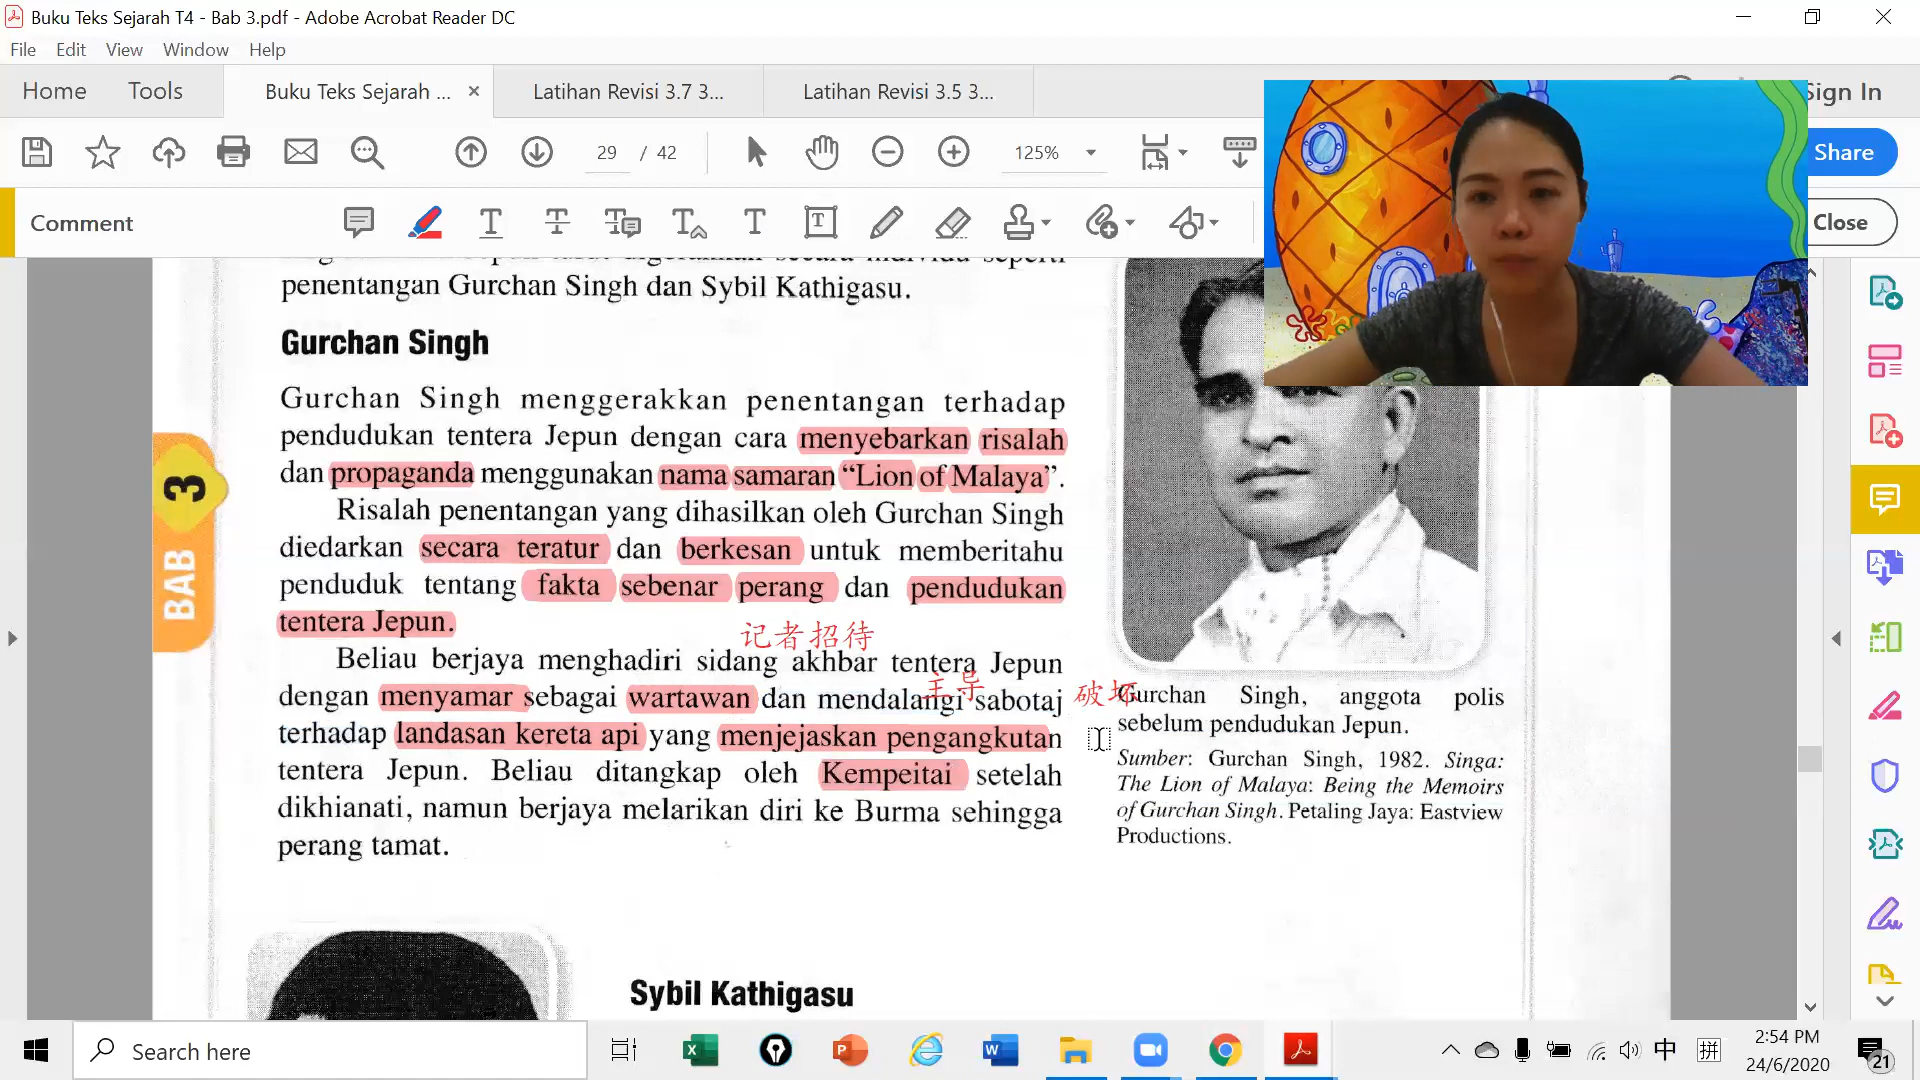 Buku Teks Sejarah T4 - Bab 3.pdf - Adobe Acrobat Reader DC
File Edit View Window Help
Home Tools Buku Teks Sejarah ... × Latihan Revisi 3.7 3... Latihan Revisi 3.5 3... Sign In
29 / 42 125% Share
Comment Close
penentangan Gurchan Singh dan Sybil Kathigasu.
Gurchan Singh
Gurchan Singh menggerakkan penentangan terhadap
pendudukan tentera Jepun dengan cara menyebarkan risalah
dan propaganda menggunakan nama samaran “Lion of Malaya”.
Risalah penentangan yang dihasilkan oleh Gurchan Singh
diedarkan secara teratur dan berkesan untuk memberitahu
penduduk tentang fakta sebenar perang dan pendudukan
tentera Jepun.
记者招待
Beliau berjaya menghadiri sidang akhbar tentera Jepun
主导
破坏
dengan menyamar sebagai wartawan dan mendalangi sabotaj
terhadap landasan kereta api yang menjejaskan pengangkutan
tentera Jepun. Beliau ditangkap oleh Kempeitai setelah
dikhianati, namun berjaya melarikan diri ke Burma sehingga
perang tamat.
BAB 3
Gurchan Singh, anggota polis
sebelum pendudukan Jepun.
Sumber: Gurchan Singh, 1982. Singa:
The Lion of Malaya: Being the Memoirs
of Gurchan Singh. Petaling Jaya: Eastview
Productions.
Sybil Kathigasu
Search here
中 拼
2:54 PM
24/6/2020
21